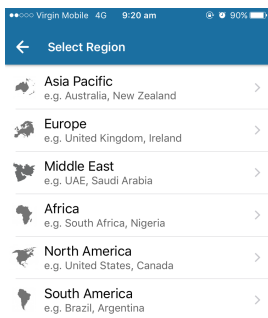 Virgin Mobile 4G 9:20 am 90%
Select Region
Asia Pacific
e.g. Australia, New Zealand
Europe
e.g. United Kingdom, Ireland
Middle East
e.g. UAE, Saudi Arabia
Africa
e.g. South Africa, Nigeria
North America
e.g. United States, Canada
South America
e.g. Brazil, Argentina